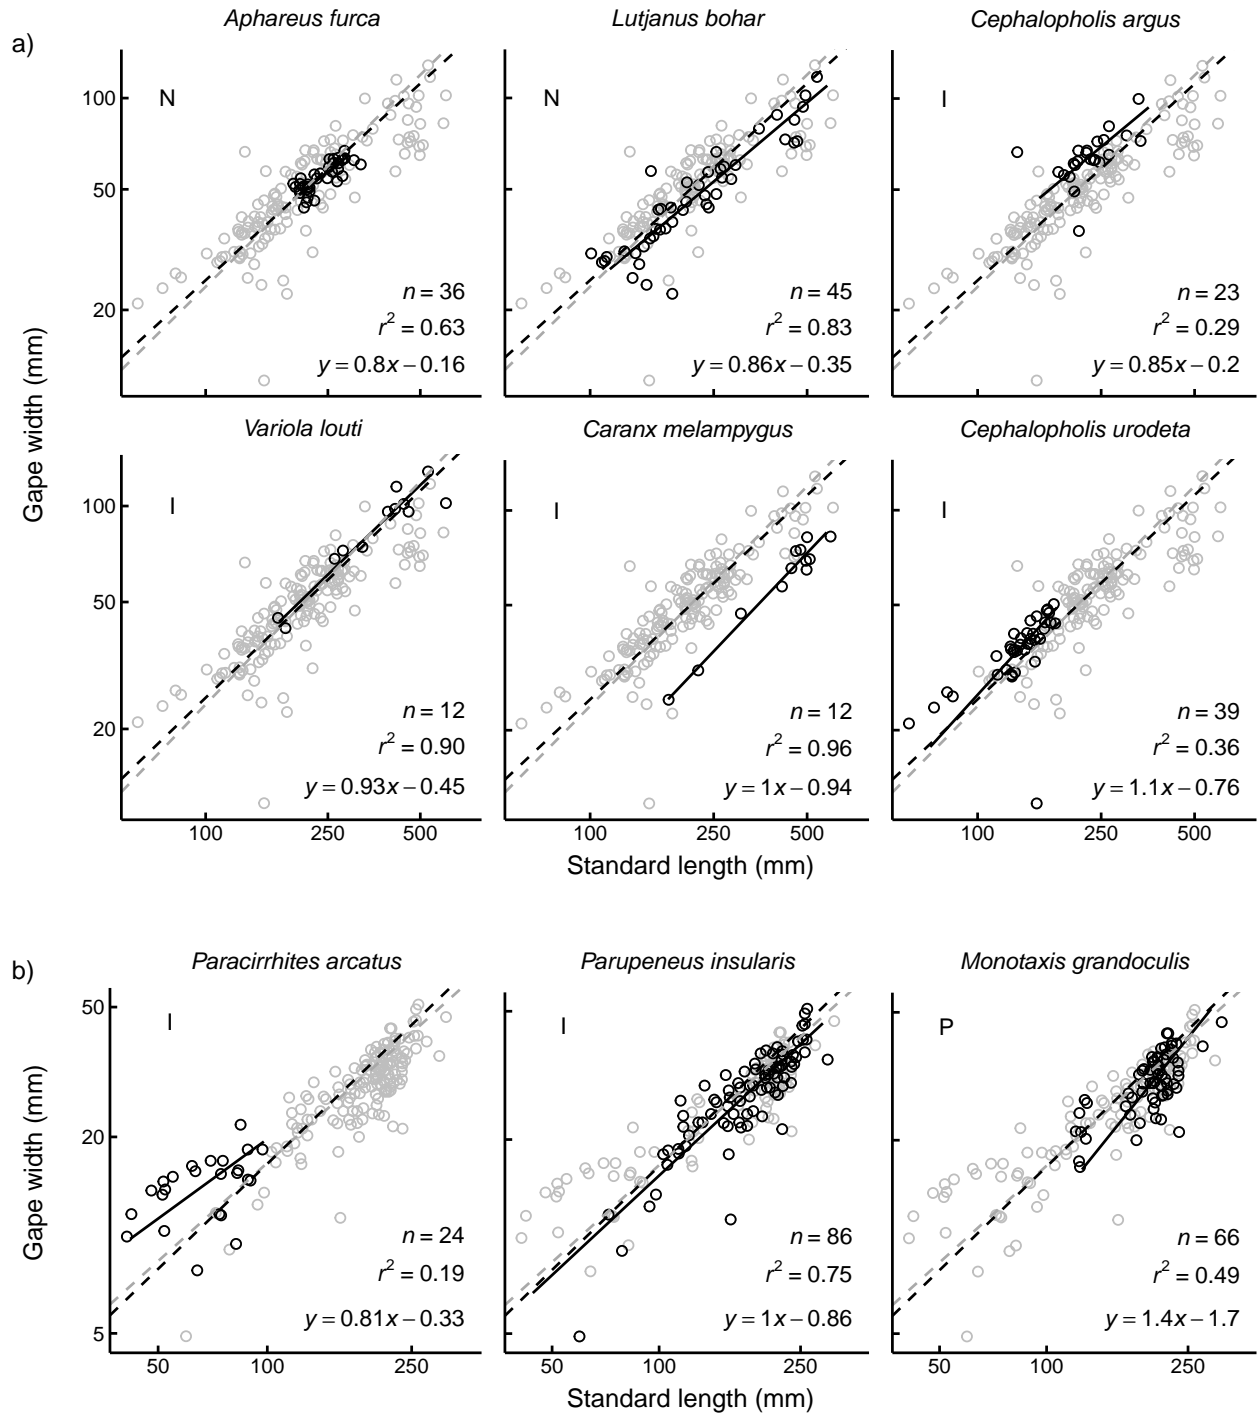 a)
Aphareus furca
Lutjanus bohar
Cephalopholis argus
N
N
I
100
50
20
n = 36
r² = 0.63
y = 0.8x − 0.16
n = 45
r² = 0.83
y = 0.86x − 0.35
n = 23
r² = 0.29
y = 0.85x − 0.2
Gape width (mm)
Variola louti
Caranx melampygus
Cephalopholis urodeta
I
I
I
100
50
20
n = 12
r² = 0.90
y = 0.93x − 0.45
n = 12
r² = 0.96
y = 1x − 0.94
n = 39
r² = 0.36
y = 1.1x − 0.76
100 250 500
100 250 500
100 250 500
Standard length (mm)
b)
Paracirrhites arcatus
Parupeneus insularis
Monotaxis grandoculis
I
I
P
50
20
5
Gape width (mm)
n = 24
r² = 0.19
y = 0.81x − 0.33
n = 86
r² = 0.75
y = 1x − 0.86
n = 66
r² = 0.49
y = 1.4x − 1.7
50 100 250
50 100 250
50 100 250
Standard length (mm)